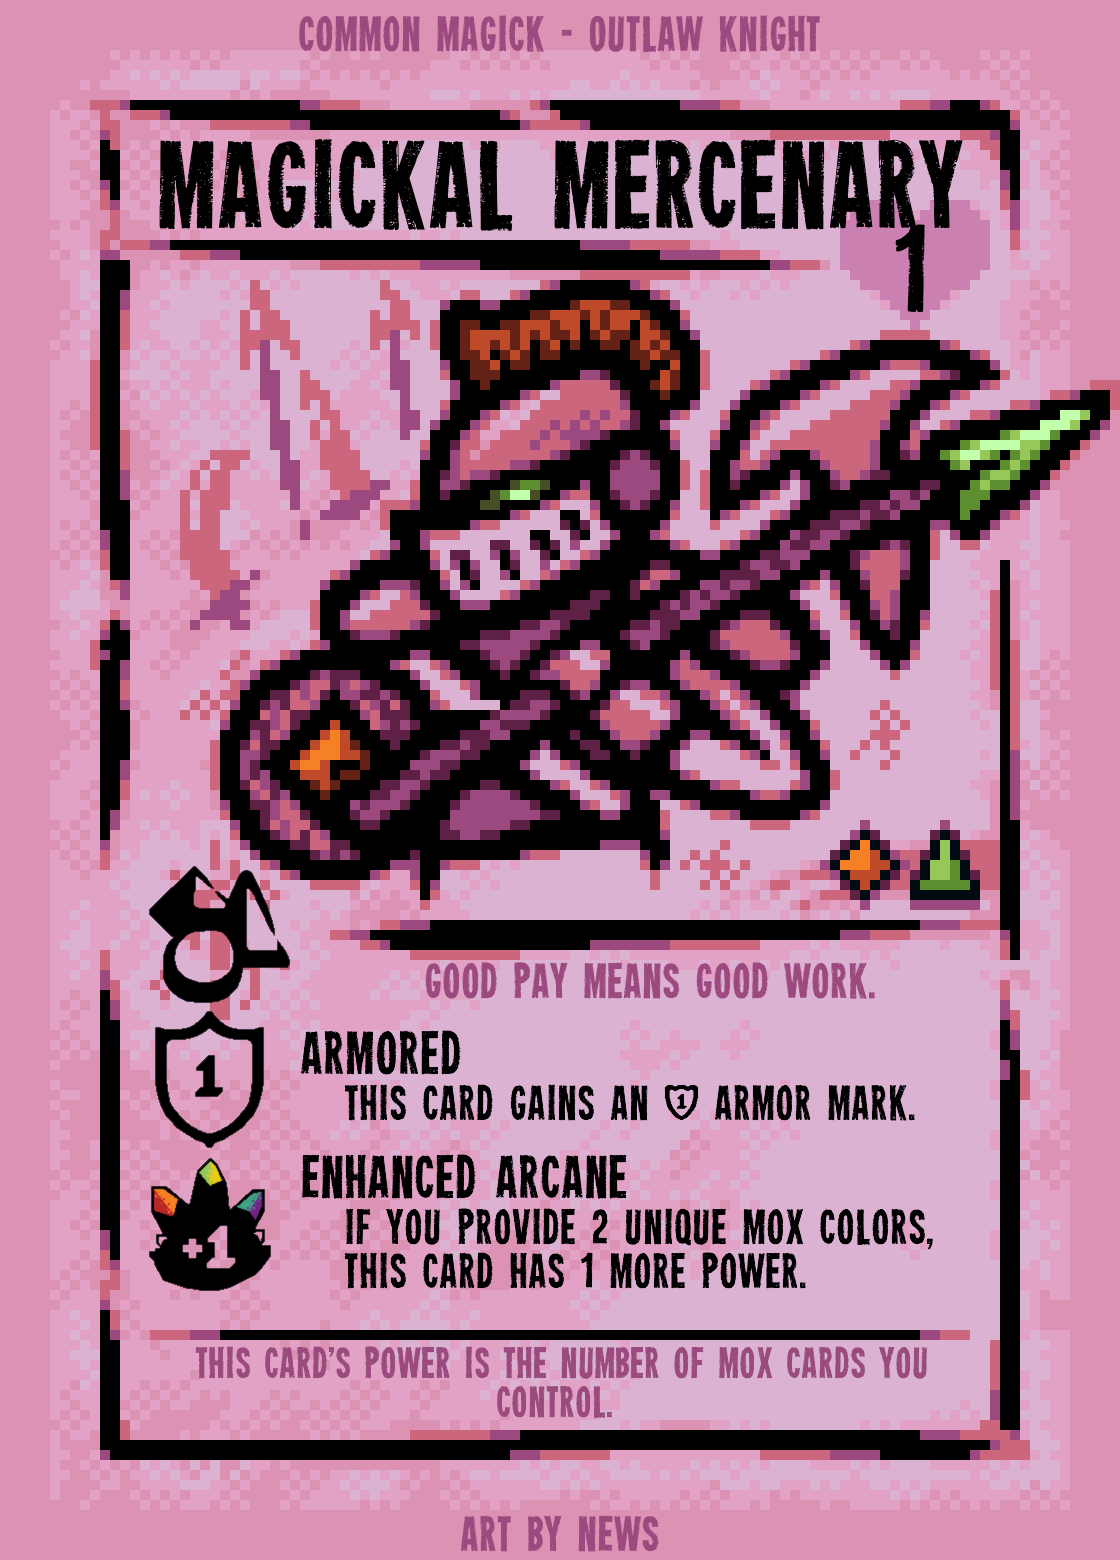 COMMON MAGICK - OUTLAW KNIGHT
MAGICKAL MERCENARY
1
GOOD PAY MEANS GOOD WORK.
1
ARMORED
THIS CARD GAINS AN 1 ARMOR MARK.
+1
ENHANCED ARCANE
IF YOU PROVIDE 2 UNIQUE MOX COLORS,
THIS CARD HAS 1 MORE POWER.
THIS CARD'S POWER IS THE NUMBER OF MOX CARDS YOU
CONTROL.
ART BY NEWS